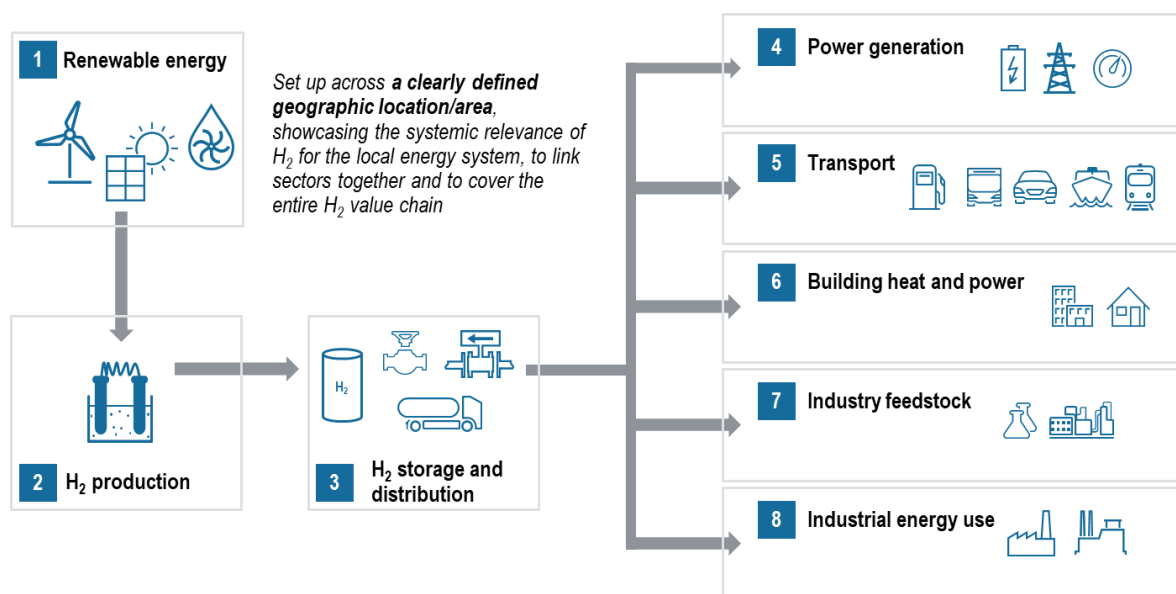 1 Renewable energy
Set up across a clearly defined
geographic location/area,
showcasing the systemic relevance of
H₂ for the local energy system, to link
sectors together and to cover the
entire H₂ value chain
2 H₂ production
H₂
3 H₂ storage and
distribution
4 Power generation
5 Transport
6 Building heat and power
7 Industry feedstock
8 Industrial energy use